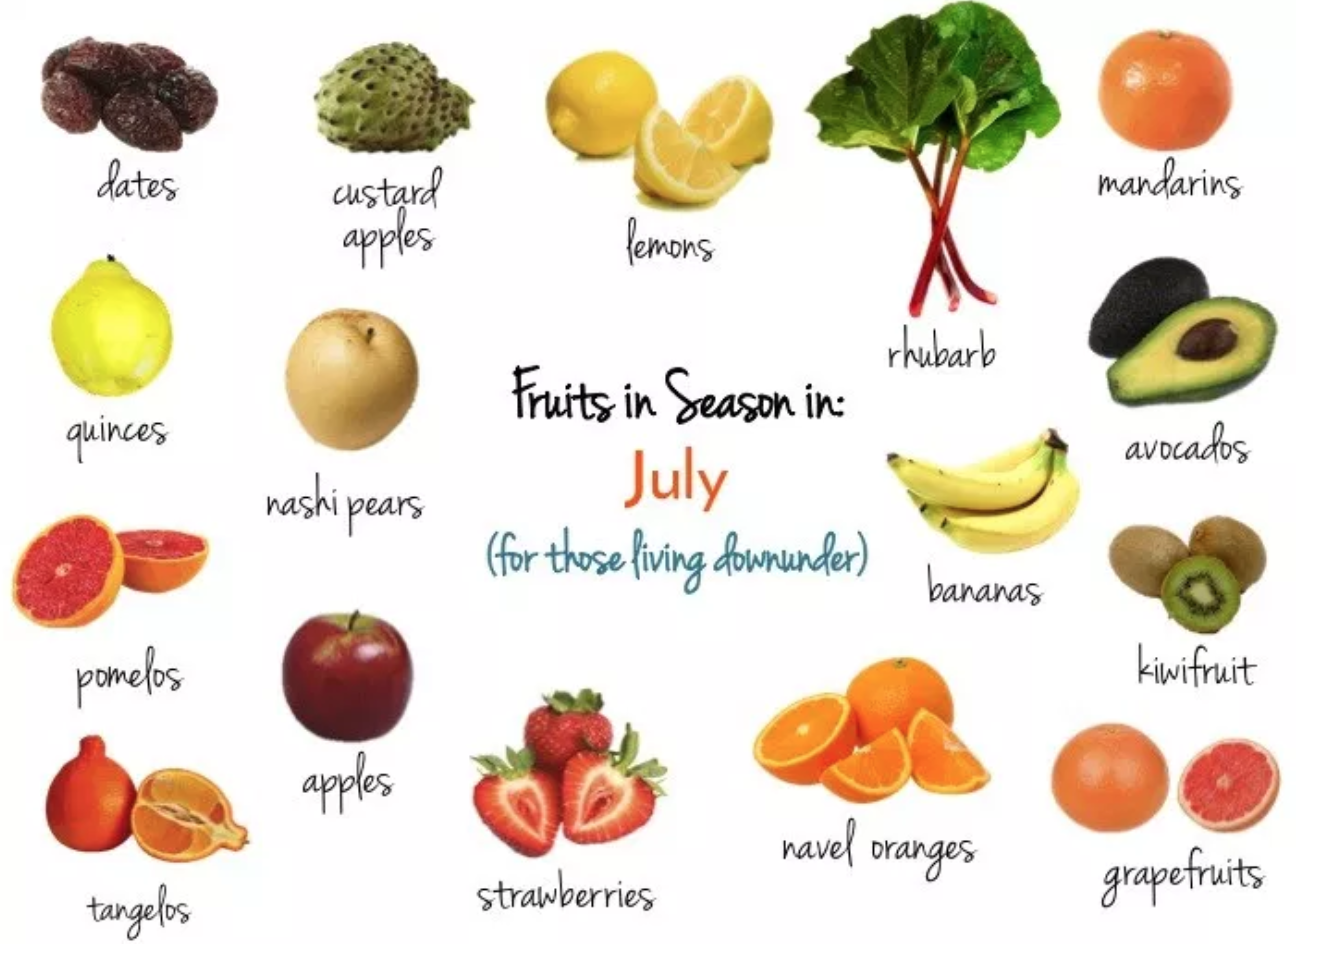 dates
custard
apples
lemons
rhubarb
mandarins
quinces
nashi pears
Fruits in Season in:
July
(for those living downunder)
avocados
bananas
pomelos
kiwifruit
apples
tangelos
strawberries
navel oranges
grapefruits